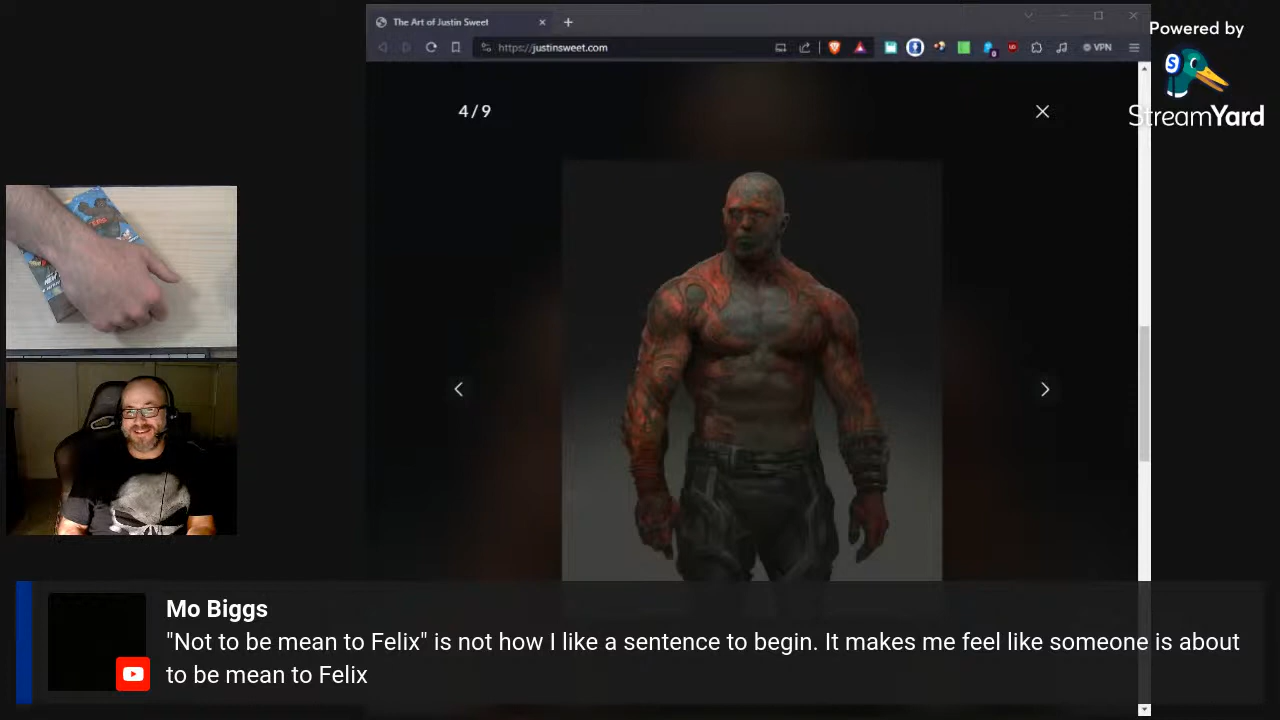 The Art of Justin Sweet
https://justinsweet.com
VPN
Powered by
S
StreamYard
4/9
Mo Biggs
"Not to be mean to Felix" is not how I like a sentence to begin. It makes me feel like someone is about
to be mean to Felix